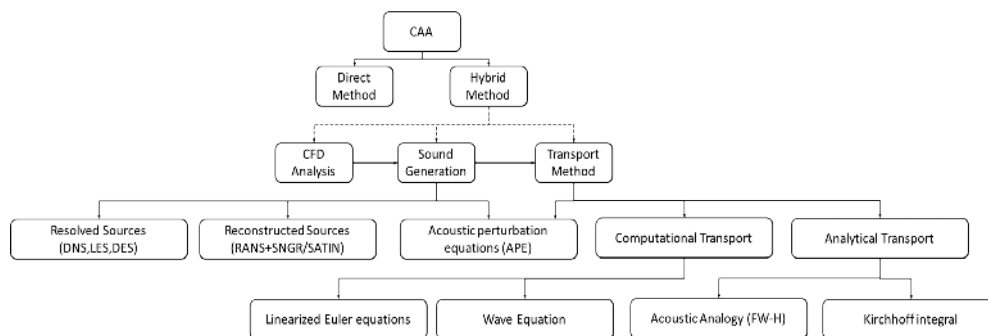 CAA
Direct
Method
Hybrid
Method
CFD
Analysis
Sound
Generation
Transport
Method
Resolved Sources
(DNS,LES,DES)
Reconstructed Sources
(RANS+SNGR/SATIN)
Acoustic perturbation
equations (APE)
Computational Transport
Analytical Transport
Linearized Euler equations
Wave Equation
Acoustic Analogy (FW-H)
Kirchhoff integral